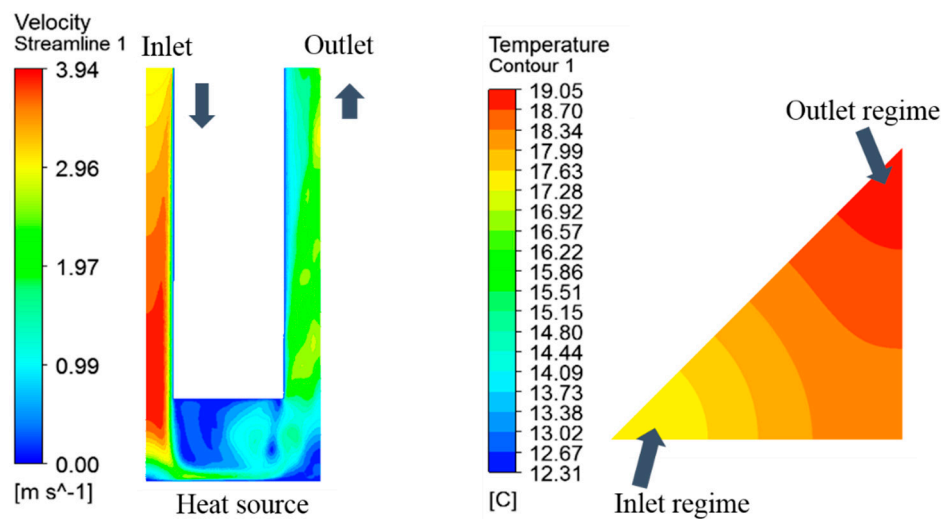 Velocity
Streamline 1
Inlet
Outlet
3.94
2.96
1.97
0.99
0.00
[m s^-1]
Heat source
Temperature
Contour 1
19.05
18.70
18.34
17.99
17.63
17.28
16.92
16.57
16.22
15.86
15.51
15.15
14.80
14.44
14.09
13.73
13.38
13.02
12.67
12.31
[C]
Outlet regime
Inlet regime